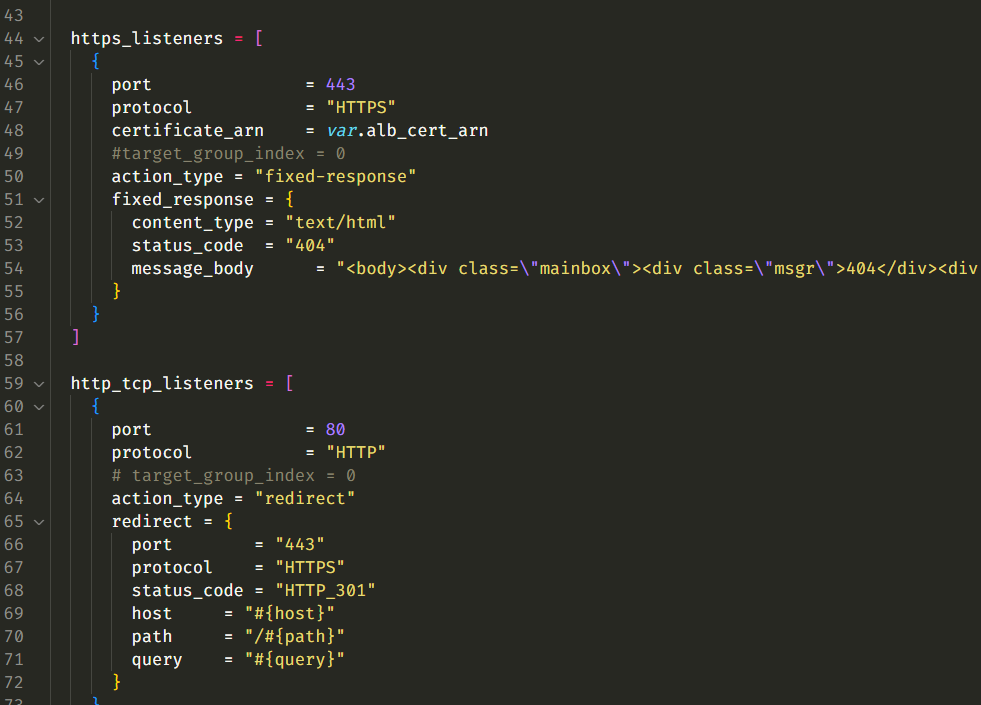 43
44 https_listeners = [
45 {
46 port = 443
47 protocol = "HTTPS"
48 certificate_arn = var.alb_cert_arn
49 #target_group_index = 0
50 action_type = "fixed-response"
51 fixed_response = {
52 content_type = "text/html"
53 status_code = "404"
54 message_body = "<body><div class=\"mainbox\"><div class=\"msgr\">404</div><div
55 }
56 }
57 ]
58
59 http_tcp_listeners = [
60 {
61 port = 80
62 protocol = "HTTP"
63 # target_group_index = 0
64 action_type = "redirect"
65 redirect = {
66 port = "443"
67 protocol = "HTTPS"
68 status_code = "HTTP_301"
69 host = "#{host}"
70 path = "/#{path}"
71 query = "#{query}"
72 }
73 }